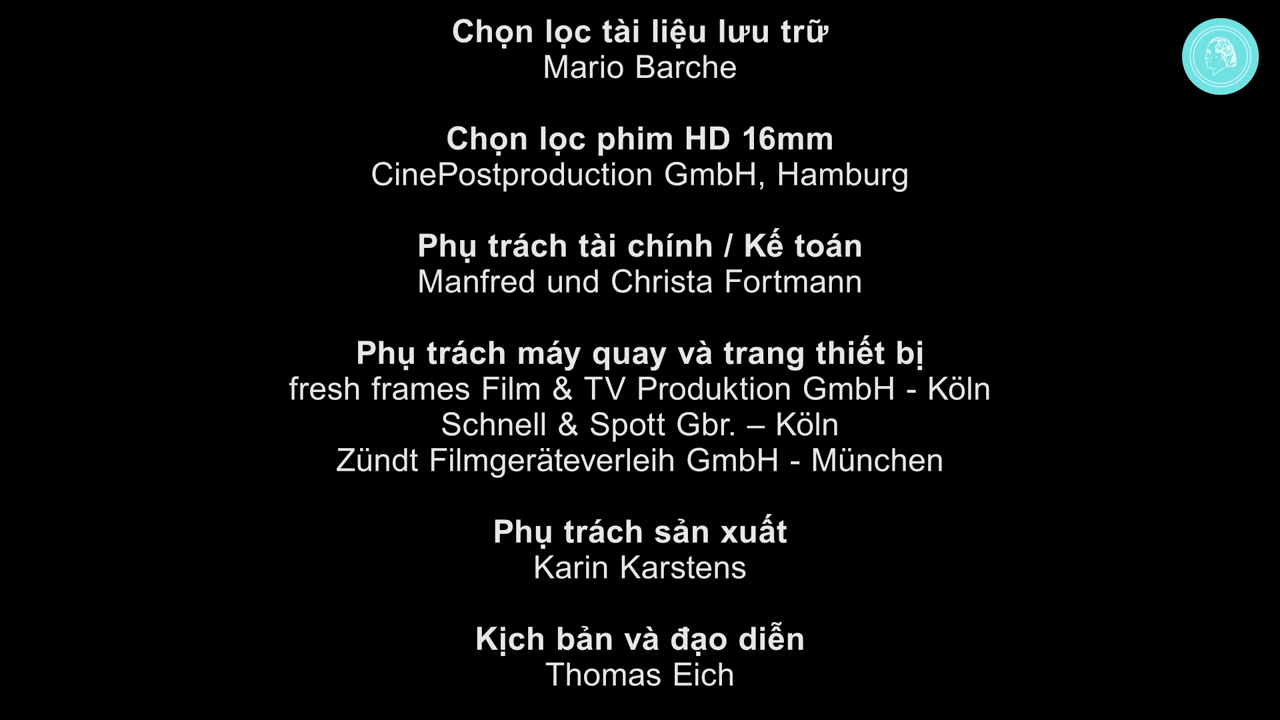 Chọn lọc tài liệu lưu trữ
Mario Barche
Chọn lọc phim HD 16mm
CinePostproduction GmbH, Hamburg
Phụ trách tài chính / Kế toán
Manfred und Christa Fortmann
Phụ trách máy quay và trang thiết bị
fresh frames Film & TV Produktion GmbH - Köln
Schnell & Spott Gbr. – Köln
Zündt Filmgeräteverleih GmbH - München
Phụ trách sản xuất
Karin Karstens
Kịch bản và đạo diễn
Thomas Eich